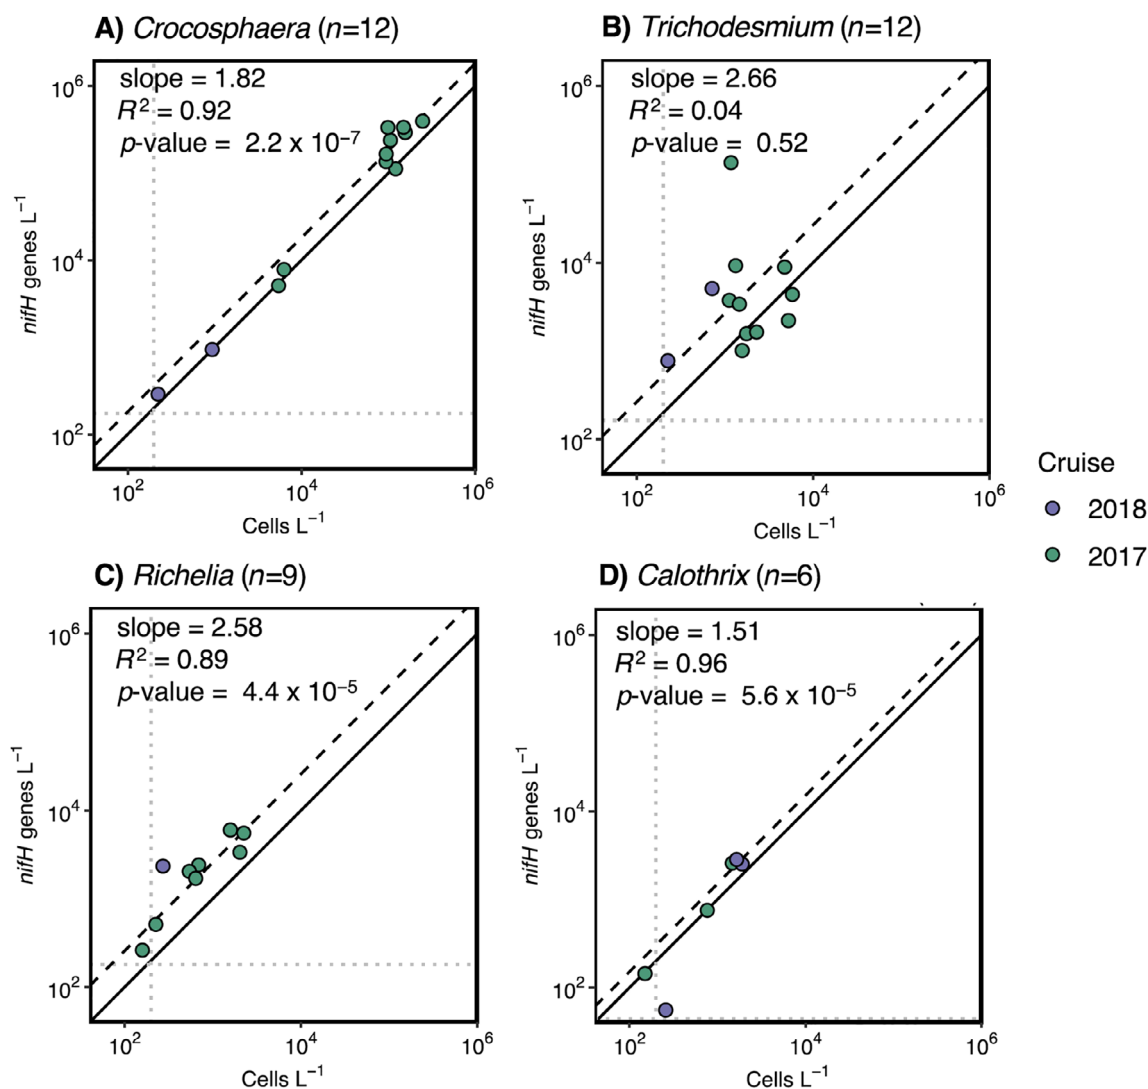 A) Crocosphaera (n=12)
slope = 1.82
R² = 0.92
p-value = 2.2 x 10⁻⁷
10⁶
10⁴
10²
nifH genes L⁻¹
10² 10⁴ 10⁶
Cells L⁻¹
B) Trichodesmium (n=12)
slope = 2.66
R² = 0.04
p-value = 0.52
10⁶
10⁴
10²
nifH genes L⁻¹
10² 10⁴ 10⁶
Cells L⁻¹
Cruise
2018
2017
C) Richelia (n=9)
slope = 2.58
R² = 0.89
p-value = 4.4 x 10⁻⁵
10⁶
10⁴
10²
nifH genes L⁻¹
10² 10⁴ 10⁶
Cells L⁻¹
D) Calothrix (n=6)
slope = 1.51
R² = 0.96
p-value = 5.6 x 10⁻⁵
10⁶
10⁴
10²
nifH genes L⁻¹
10² 10⁴ 10⁶
Cells L⁻¹